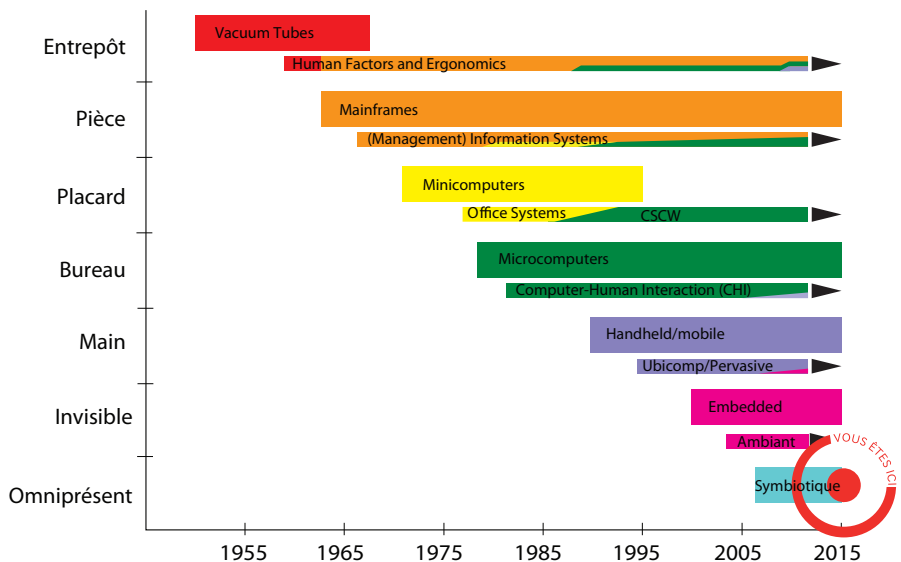 Entrepôt
Vacuum Tubes
Human Factors and Ergonomics
Pièce
Mainframes
(Management) Information Systems
Placard
Minicomputers
Office Systems
CSCW
Bureau
Microcomputers
Computer-Human Interaction (CHI)
Main
Handheld/mobile
Ubicomp/Pervasive
Invisible
Embedded
Ambiant
VOUS ÊTES ICI
Omniprésent
Symbiotique
1955 1965 1975 1985 1995 2005 2015